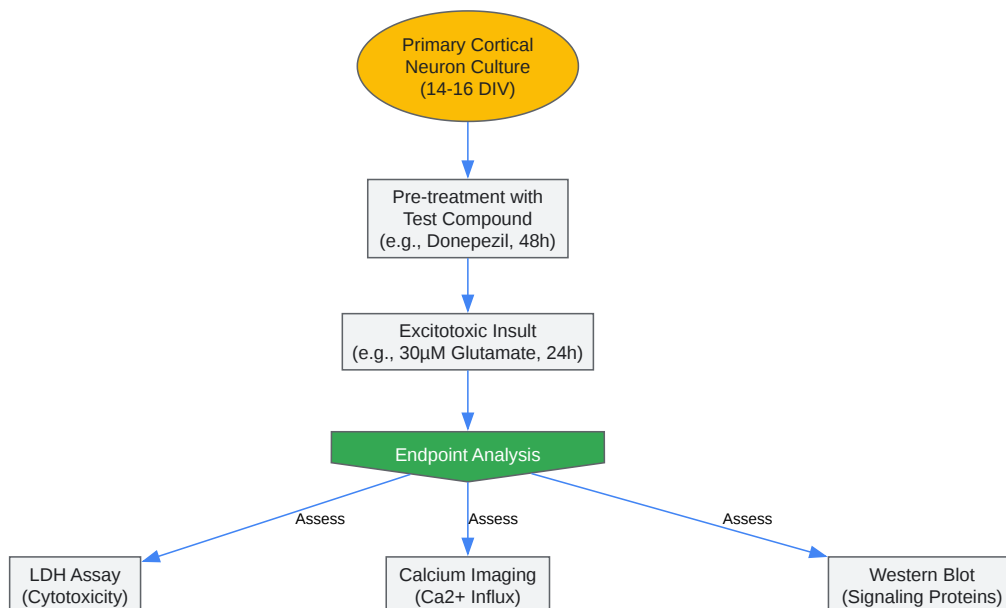 Primary Cortical
Neuron Culture
(14-16 DIV)
Pre-treatment with
Test Compound
(e.g., Donepezil, 48h)
Excitotoxic Insult
(e.g., 30µM Glutamate, 24h)
Endpoint Analysis
Assess
Assess
Assess
LDH Assay
(Cytotoxicity)
Calcium Imaging
(Ca2+ Influx)
Western Blot
(Signaling Proteins)